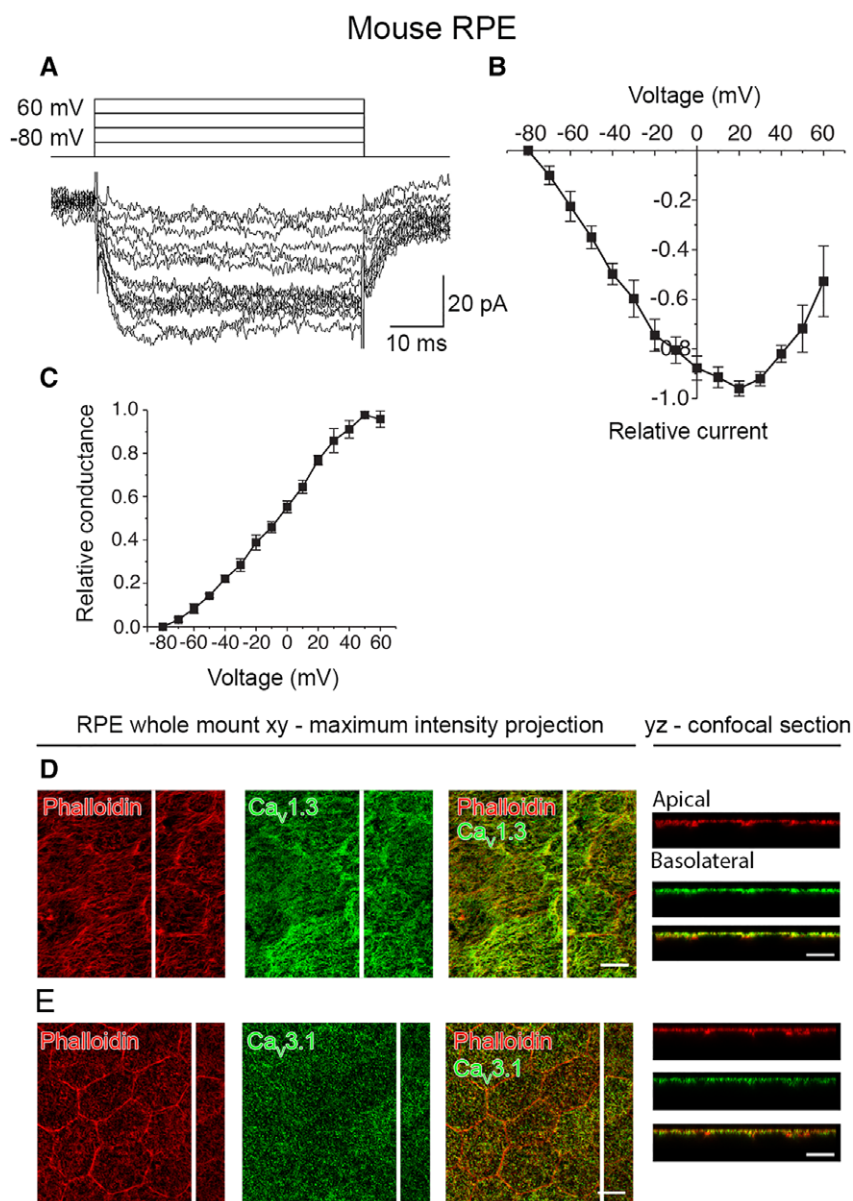 Mouse RPE
A
60 mV
-80 mV
20 pA
10 ms
B
Voltage (mV)
-80 -60 -40 -20 0 20 40 60
-0.2
-0.4
-0.6
-0.8
-1.0
Relative current
C
1.0
0.8
0.6
0.4
0.2
0.0
Relative conductance
-80 -60 -40 -20 0 20 40 60
Voltage (mV)
RPE whole mount xy - maximum intensity projection
yz - confocal section
D
Phalloidin
Cav1.3
Phalloidin
Cav1.3
Apical
Basolateral
E
Phalloidin
Cav3.1
Phalloidin
Cav3.1